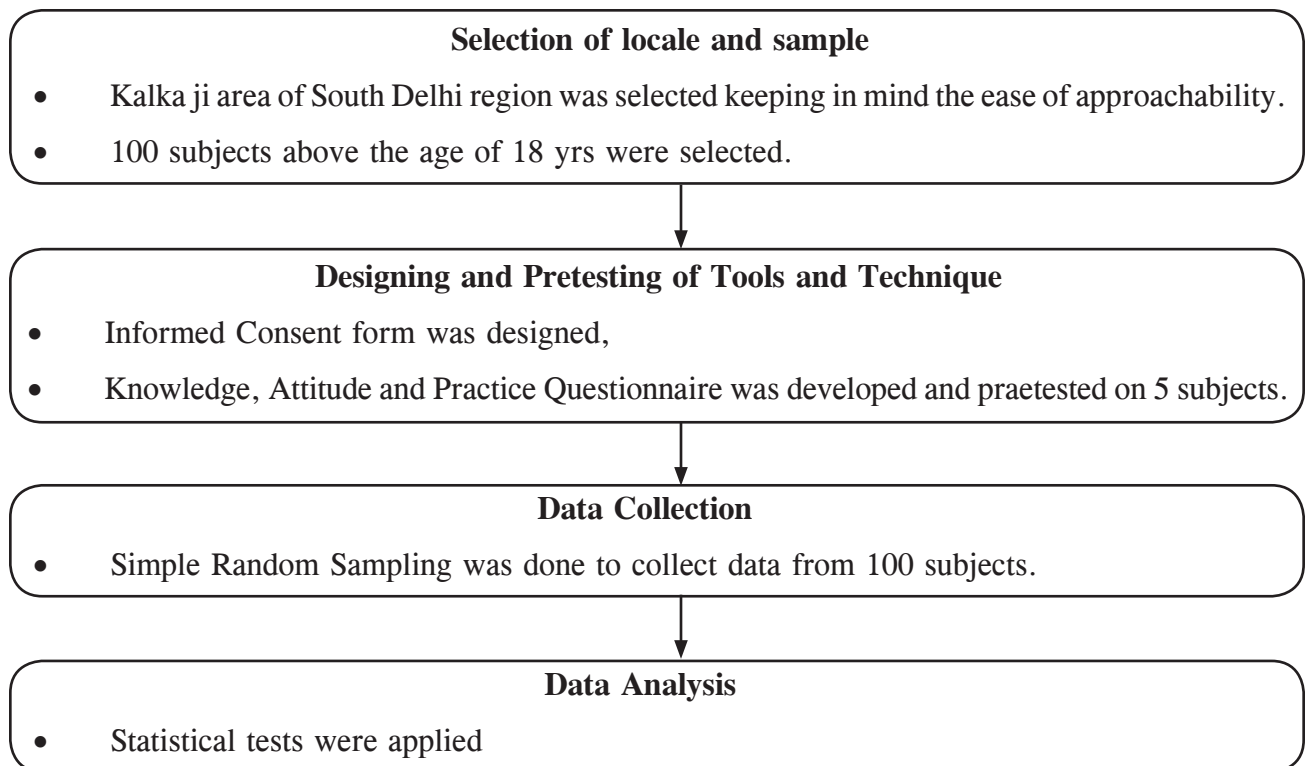 Selection of locale and sample
• Kalka ji area of South Delhi region was selected keeping in mind the ease of approachability.
• 100 subjects above the age of 18 yrs were selected.
Designing and Pretesting of Tools and Technique
• Informed Consent form was designed,
• Knowledge, Attitude and Practice Questionnaire was developed and praetested on 5 subjects.
Data Collection
• Simple Random Sampling was done to collect data from 100 subjects.
Data Analysis
• Statistical tests were applied